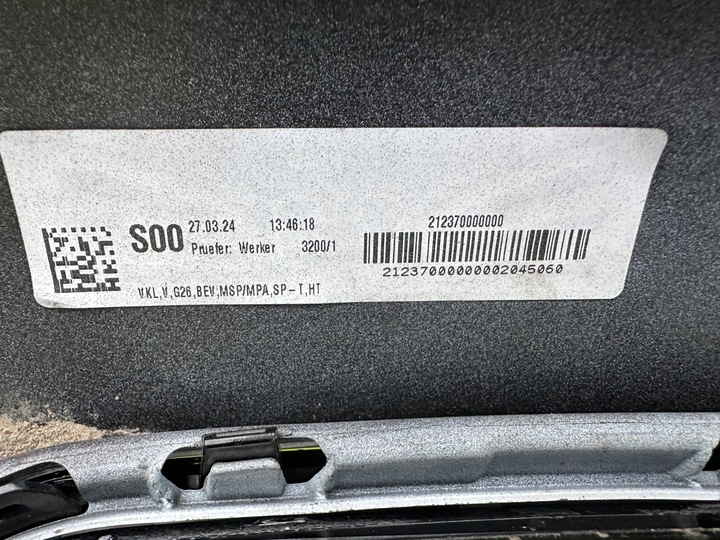 S00 27.03.24 13:46:18
Pruefer: Werker 3200/1
212370000000
21237000000002045060
VKL,V,G26,BEV,MSP/MPA,SP-T,HT